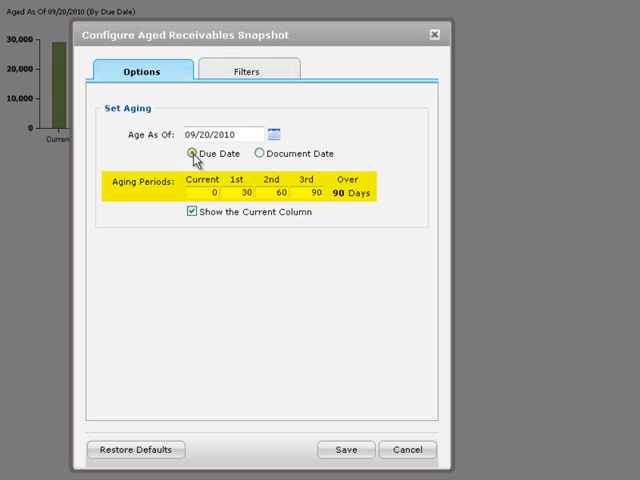 Aged As Of 09/20/2010 (By Due Date)
Configure Aged Receivables Snapshot
30,000
20,000
10,000
0
Options
Filters
Set Aging
Age As Of: 09/20/2010
Due Date Document Date
Aging Periods: Current 1st 2nd 3rd Over
0 30 60 90 90 Days
Show the Current Column
Restore Defaults
Save
Cancel